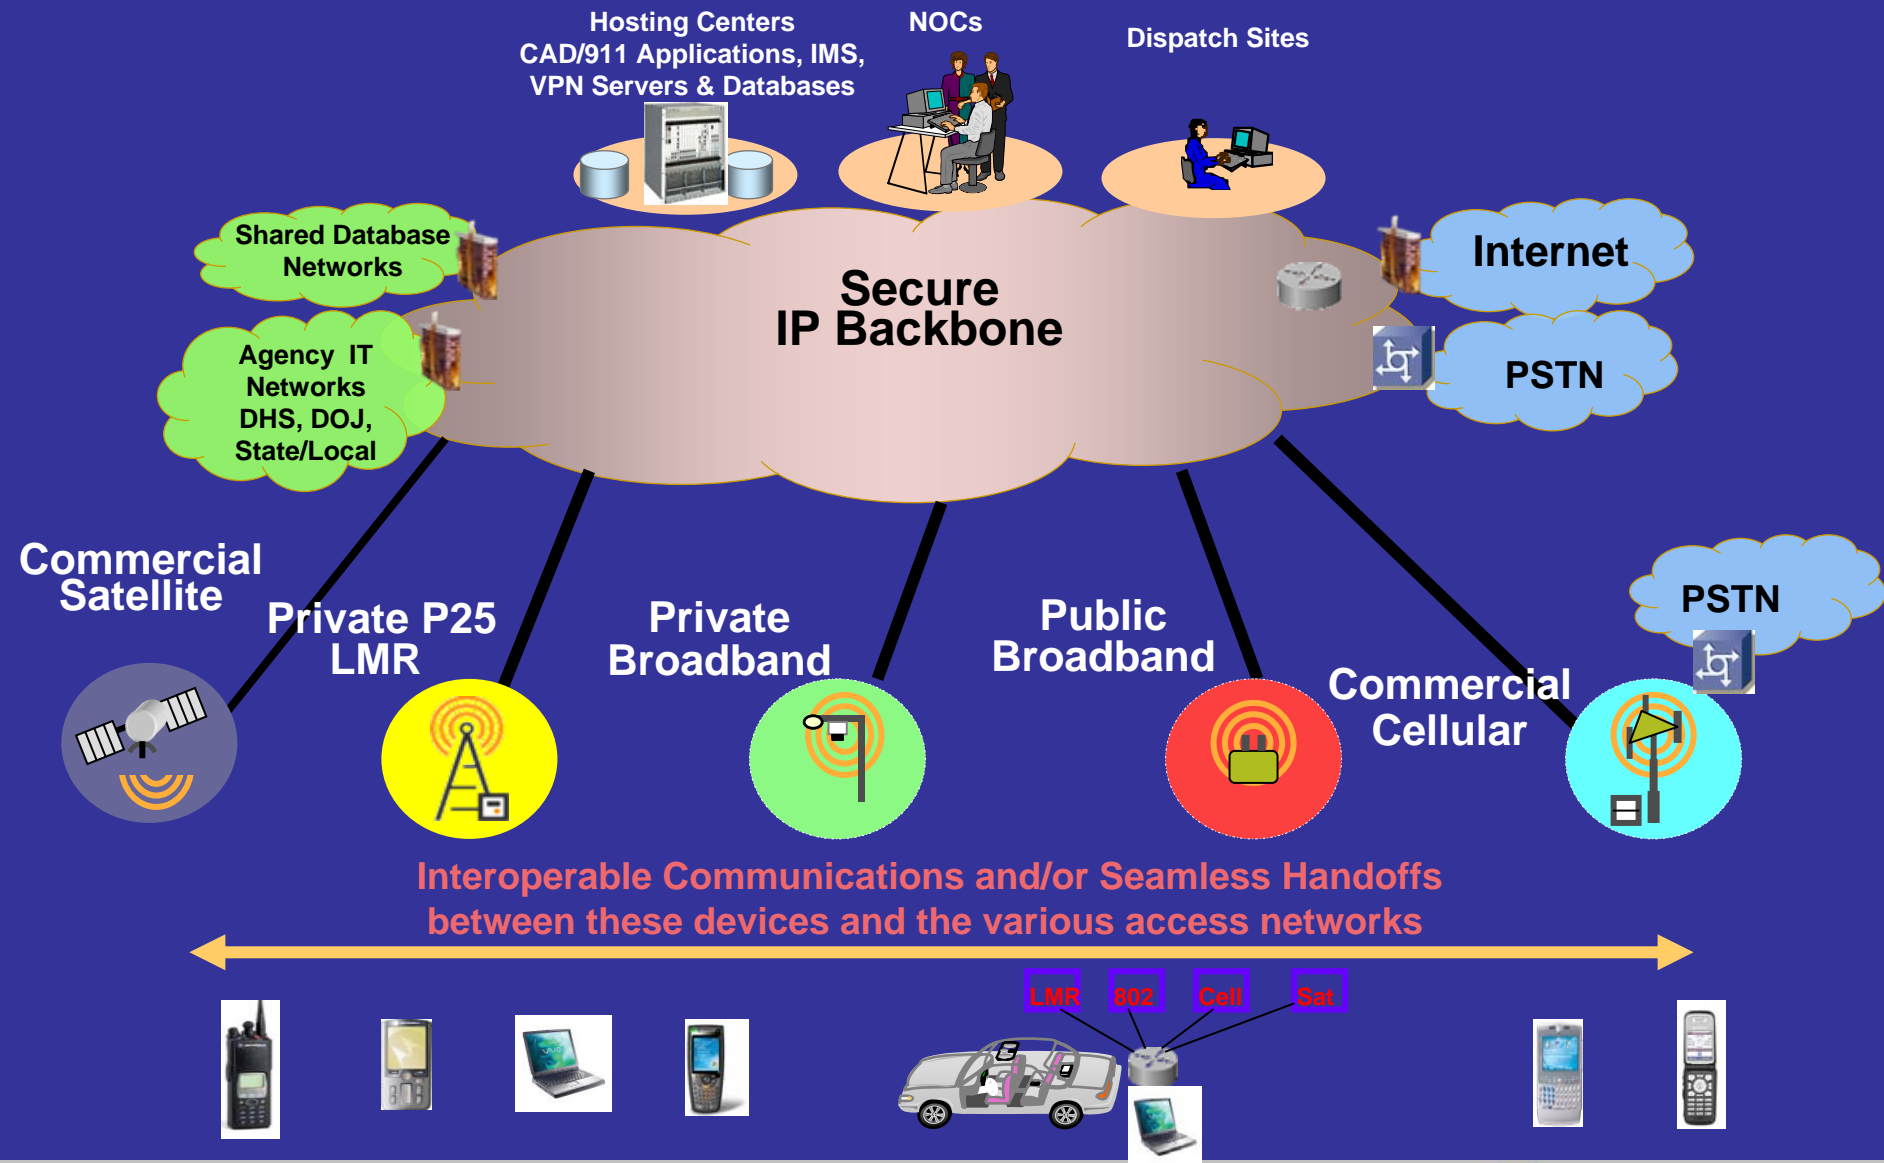 Hosting Centers
CAD/911 Applications, IMS,
VPN Servers & Databases
NOCs
Dispatch Sites
Shared Database
Networks
Agency IT
Networks
DHS, DOJ,
State/Local
Secure
IP Backbone
Internet
PSTN
Commercial
Satellite
Private P25
LMR
Private
Broadband
Public
Broadband
Commercial
Cellular
PSTN
Interoperable Communications and/or Seamless Handoffs
between these devices and the various access networks
LMR
802
Cell
Sat